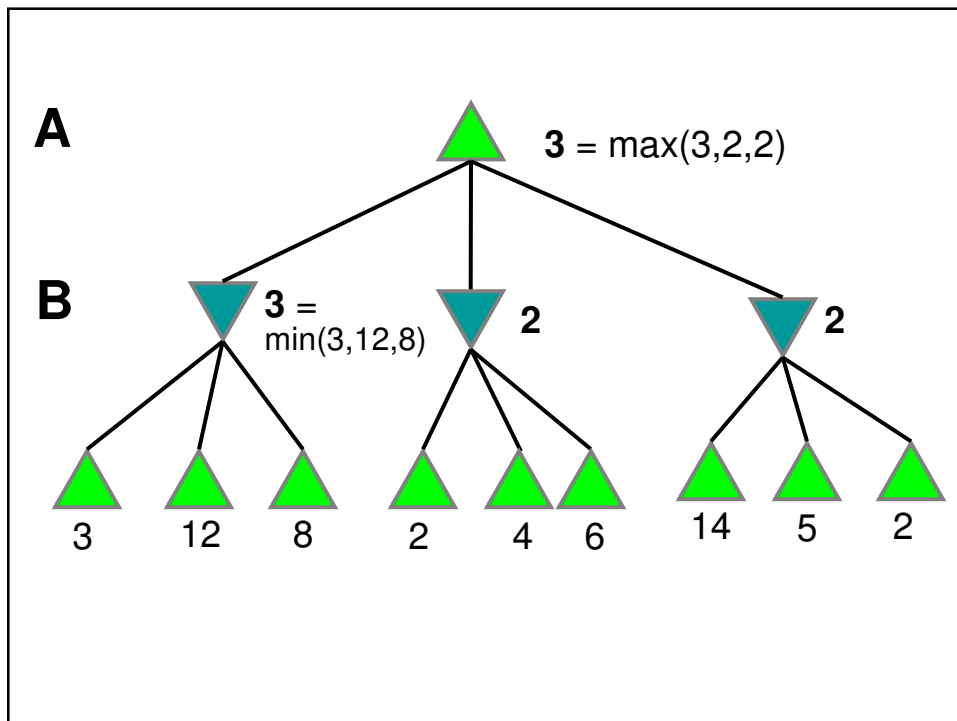 A
3 = max(3,2,2)
B
3 =
min(3,12,8)
2
2
3 12 8 2 4 6 14 5 2